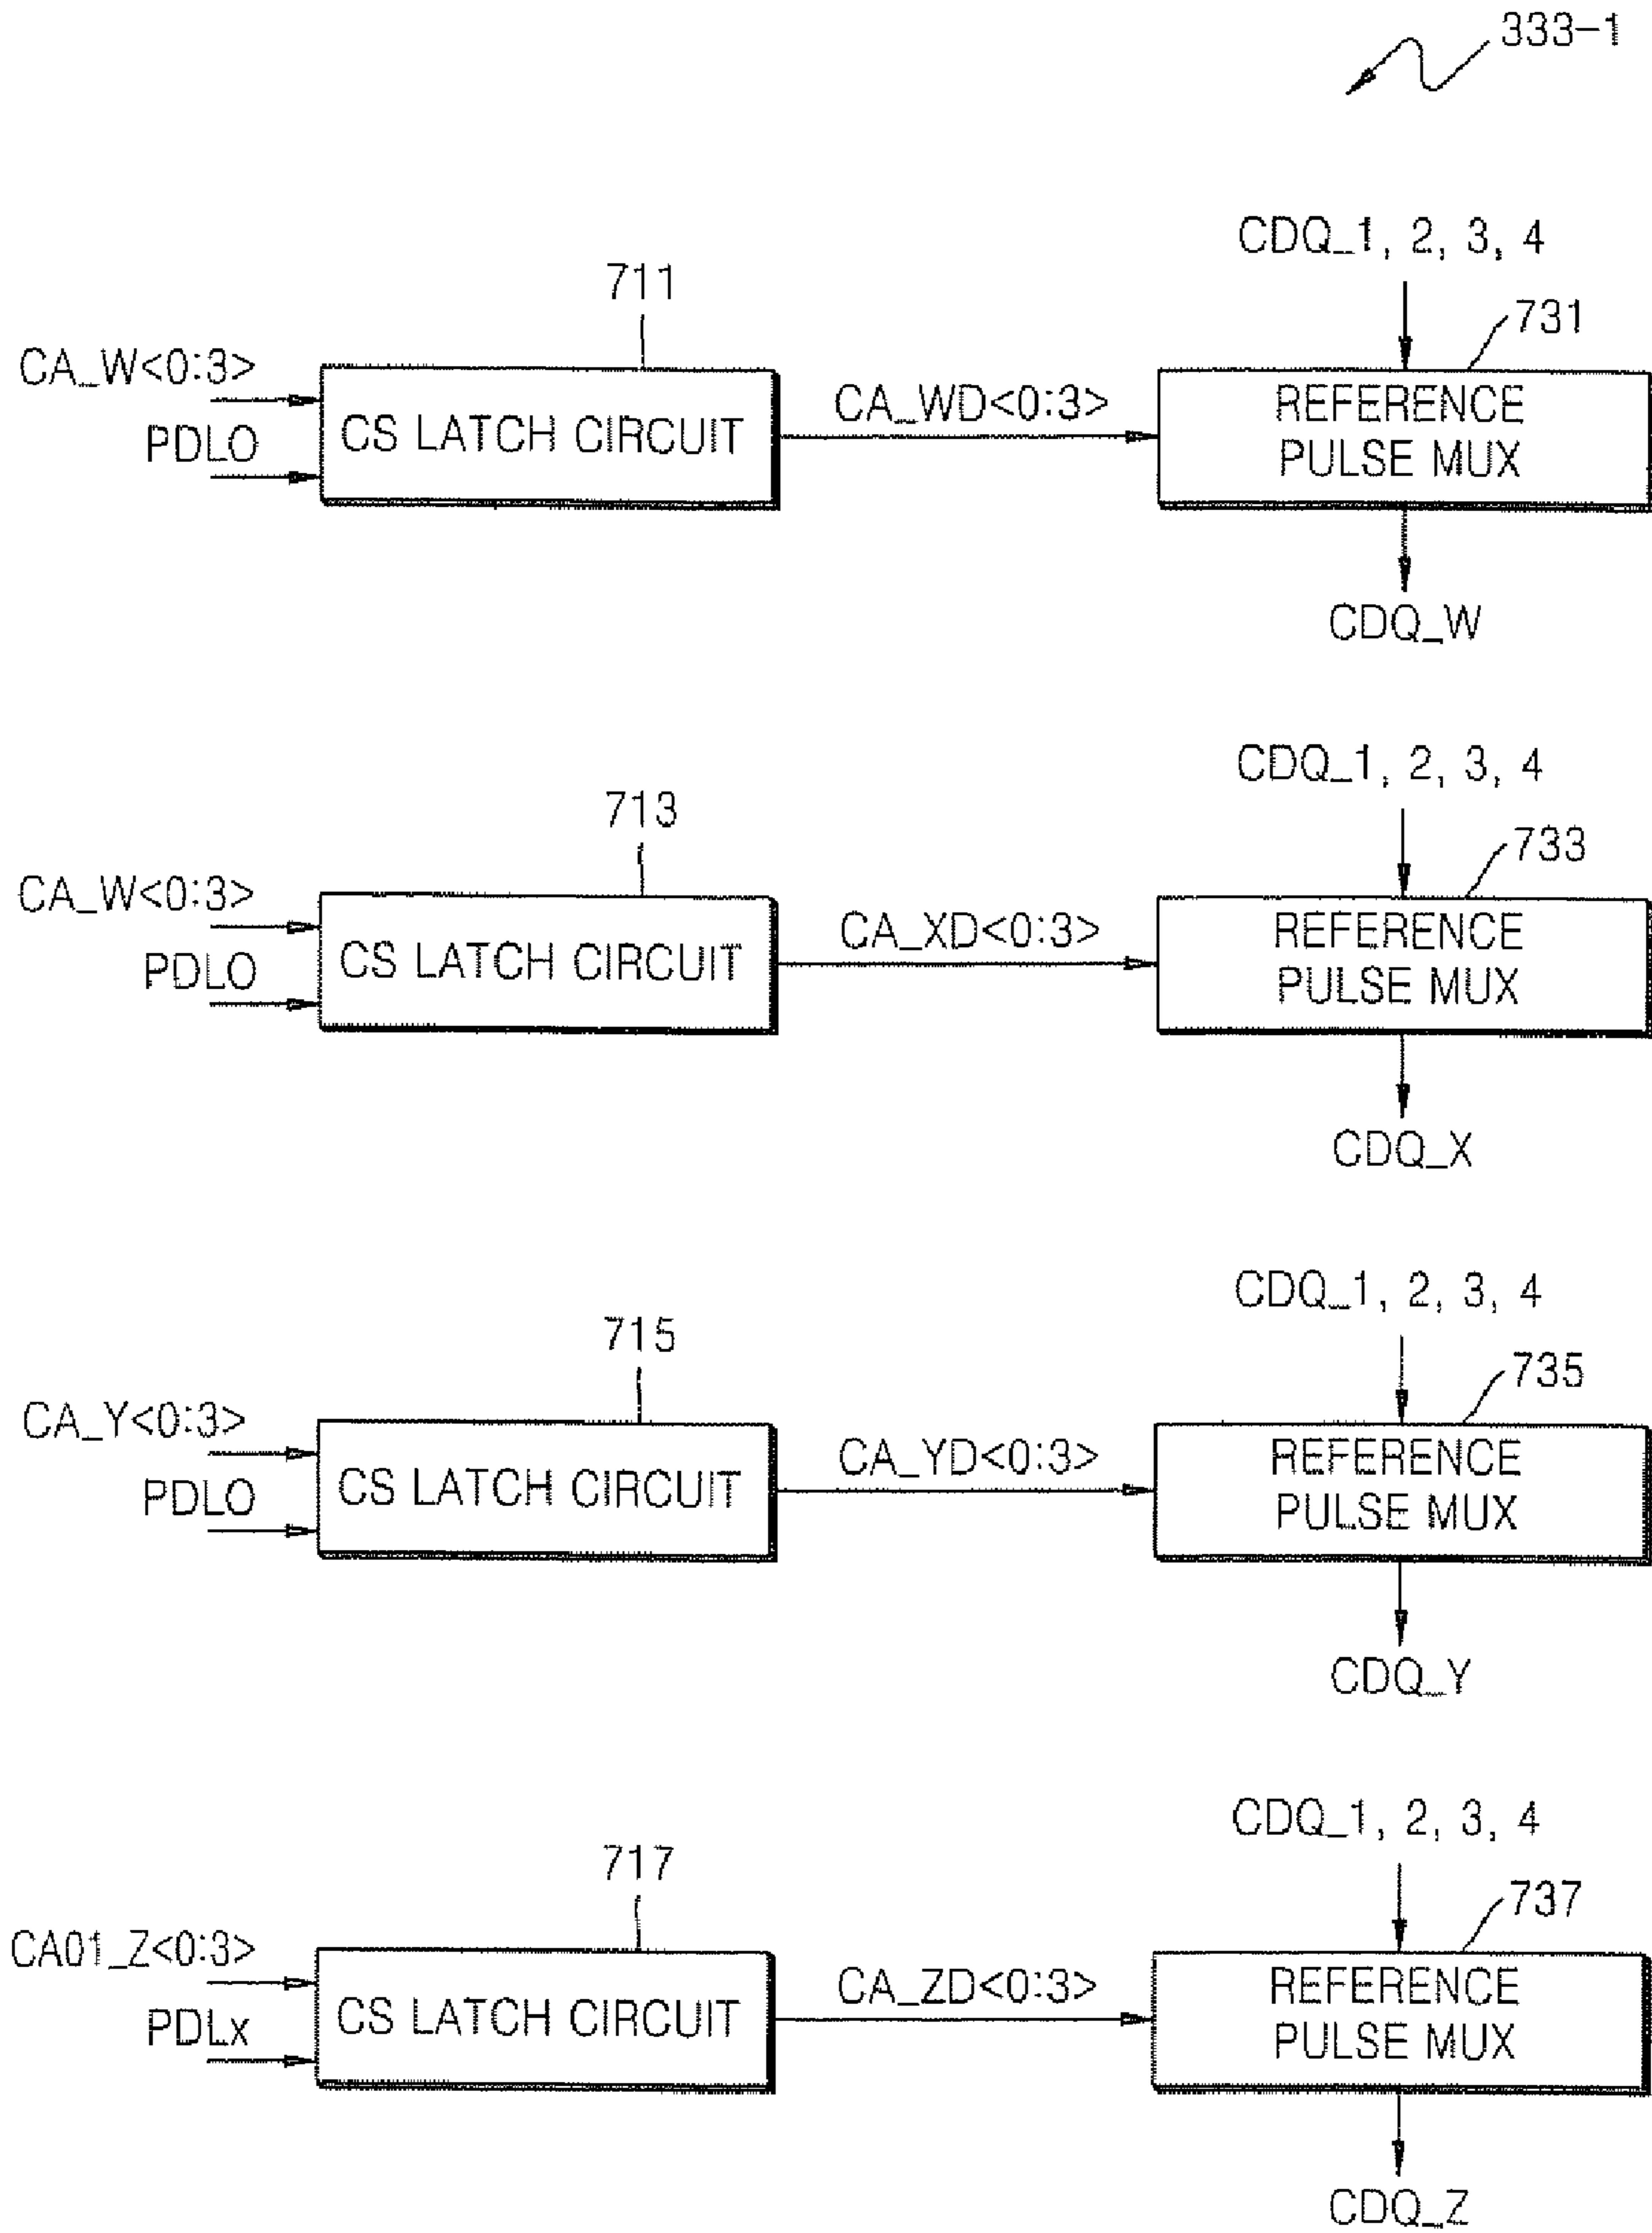 333-1
CDQ_1, 2, 3, 4
711
731
CA_W<0:3>
PDLO
CS LATCH CIRCUIT
CA_WD<0:3>
REFERENCE
PULSE MUX
CDQ_W
CDQ_1, 2, 3, 4
713
733
CA_W<0:3>
PDLO
CS LATCH CIRCUIT
CA_XD<0:3>
REFERENCE
PULSE MUX
CDQ_X
CDQ_1, 2, 3, 4
715
735
CA_Y<0:3>
PDLO
CS LATCH CIRCUIT
CA_YD<0:3>
REFERENCE
PULSE MUX
CDQ_Y
CDQ_1, 2, 3, 4
717
737
CA01_Z<0:3>
PDLx
CS LATCH CIRCUIT
CA_ZD<0:3>
REFERENCE
PULSE MUX
CDQ_Z